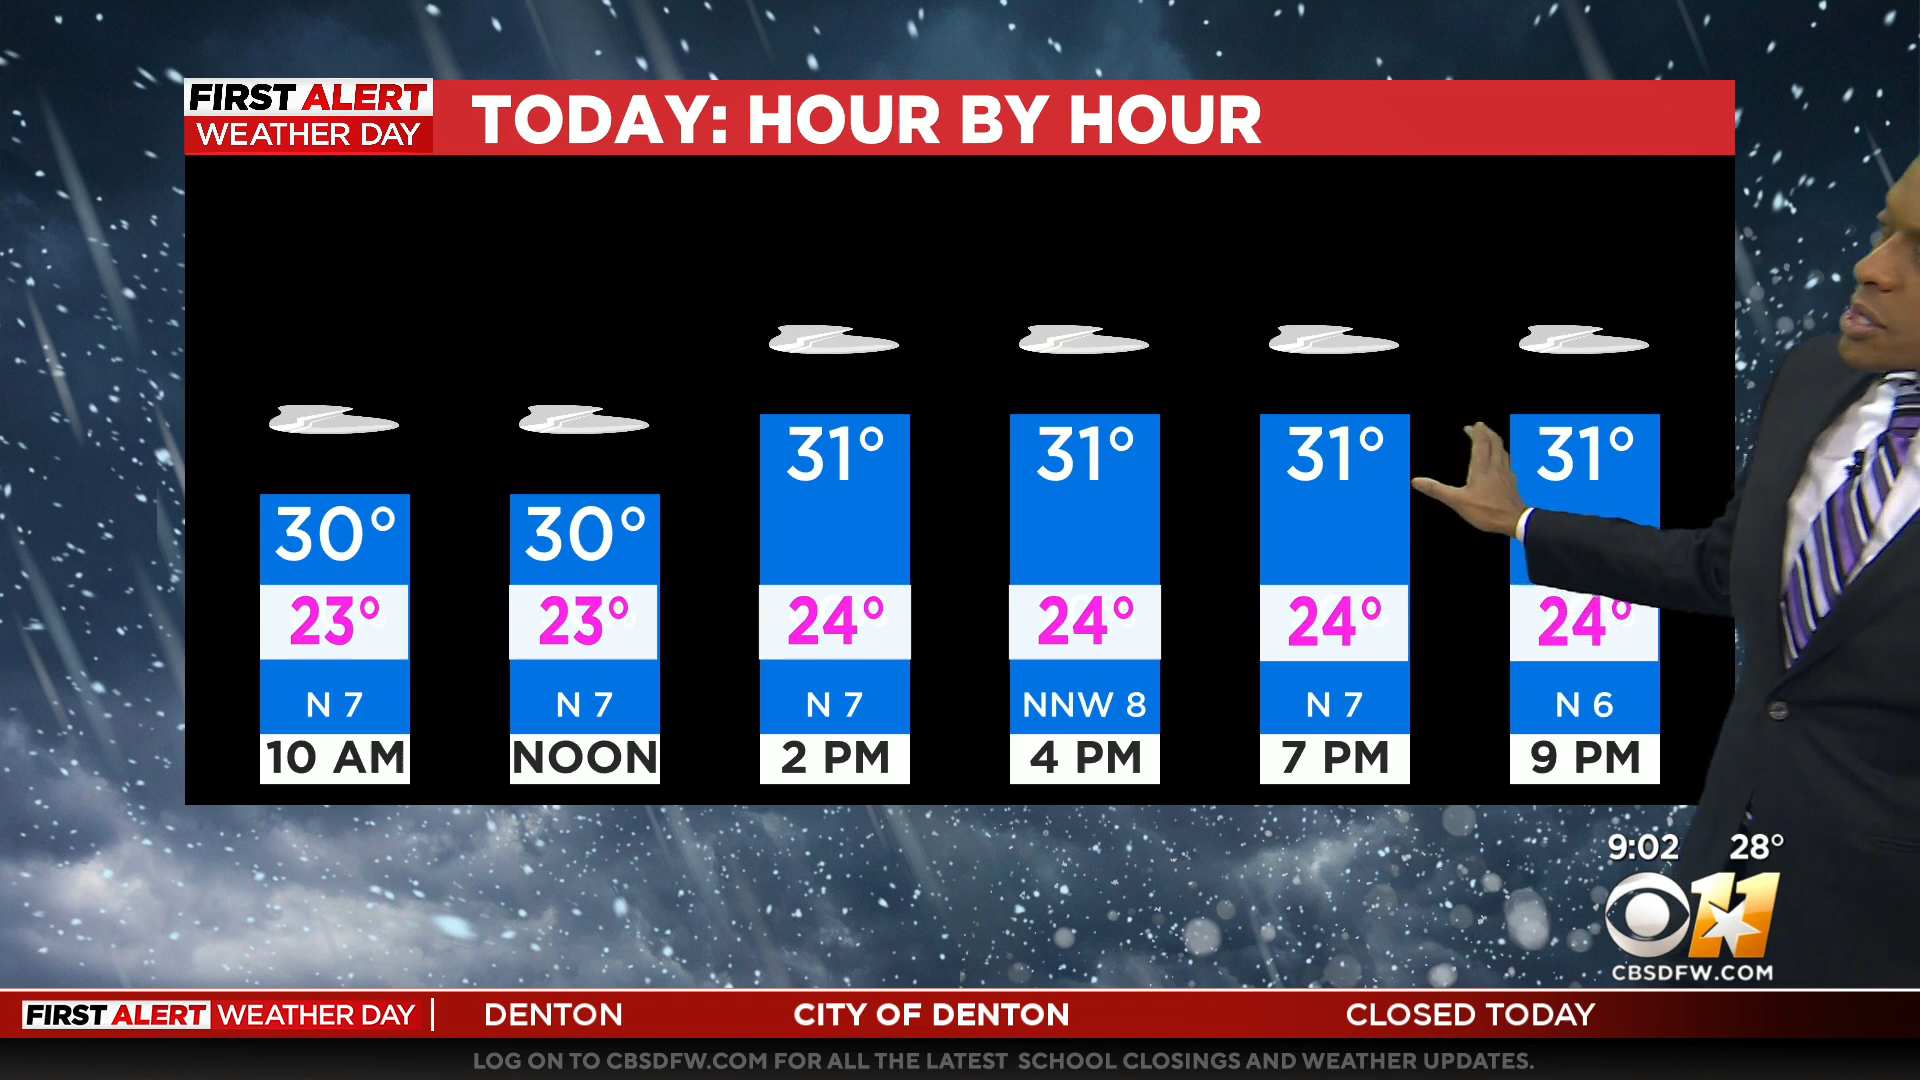 FIRST ALERT
WEATHER DAY
TODAY: HOUR BY HOUR
30° 30° 31° 31° 31° 31°
23° 23° 24° 24° 24° 24°
N 7 N 7 N 7 NNW 8 N 7 N 6
10 AM NOON 2 PM 4 PM 7 PM 9 PM
9:02 28°
11
CBSDFW.COM
FIRST ALERT WEATHER DAY DENTON CITY OF DENTON CLOSED TODAY
LOG ON TO CBSDFW.COM FOR ALL THE LATEST SCHOOL CLOSINGS AND WEATHER UPDATES.